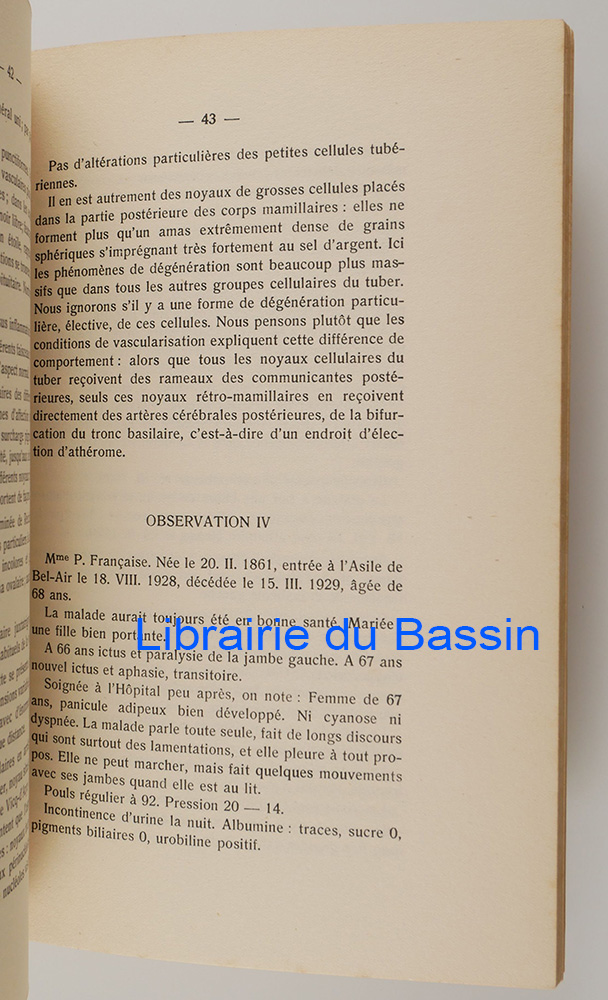 — 42 —
— 43 —
Pas d'altérations particulières des petites cellules tubé-
riennes.
Il en est autrement des noyaux de grosses cellules placés
dans la partie postérieure des corps mamillaires : elles ne
forment plus qu'un amas extrêmement dense de grains
sphériques s'imprégnant très fortement au sel d'argent. Ici
les phénomènes de dégénération sont beaucoup plus mas-
sifs que dans tous les autres groupes cellulaires du tuber.
Nous ignorons s'il y a une forme de dégénération particu-
lière, élective, de ces cellules. Nous pensons plutôt que les
conditions de vascularisation expliquent cette différence de
comportement : alors que tous les noyaux cellulaires du
tuber reçoivent des rameaux des communicantes posté-
rieures, seuls ces noyaux rétro-mamillaires en reçoivent
directement des artères cérébrales postérieures, de la bifur-
cation du tronc basilaire, c'est-à-dire d'un endroit d'élec-
tion d'athérome.
OBSERVATION IV
Mme P. Française. Née le 20. II. 1861, entrée à l'Asile de
Bel-Air le 18. VIII. 1928, décédée le 15. III. 1929, âgée de
68 ans.
La malade aurait toujours été en bonne santé. Mariée
une fille bien portante.
Librairie du Bassin
A 66 ans ictus et paralysie de la jambe gauche. A 67 ans
nouvel ictus et aphasie, transitoire.
Soignée à l'Hôpital peu après, on note : Femme de 67
ans, panicule adipeux bien développé. Ni cyanose ni
dyspnée. La malade parle toute seule, fait de longs discours
qui sont surtout des lamentations, et elle pleure à tout pro-
pos. Elle ne peut marcher, mais fait quelques mouvements
avec ses jambes quand elle est au lit.
Pouls régulier à 92. Pression 20 — 14.
Incontinence d'urine la nuit. Albumine : traces, sucre 0,
pigments biliaires 0, urobiline positif.